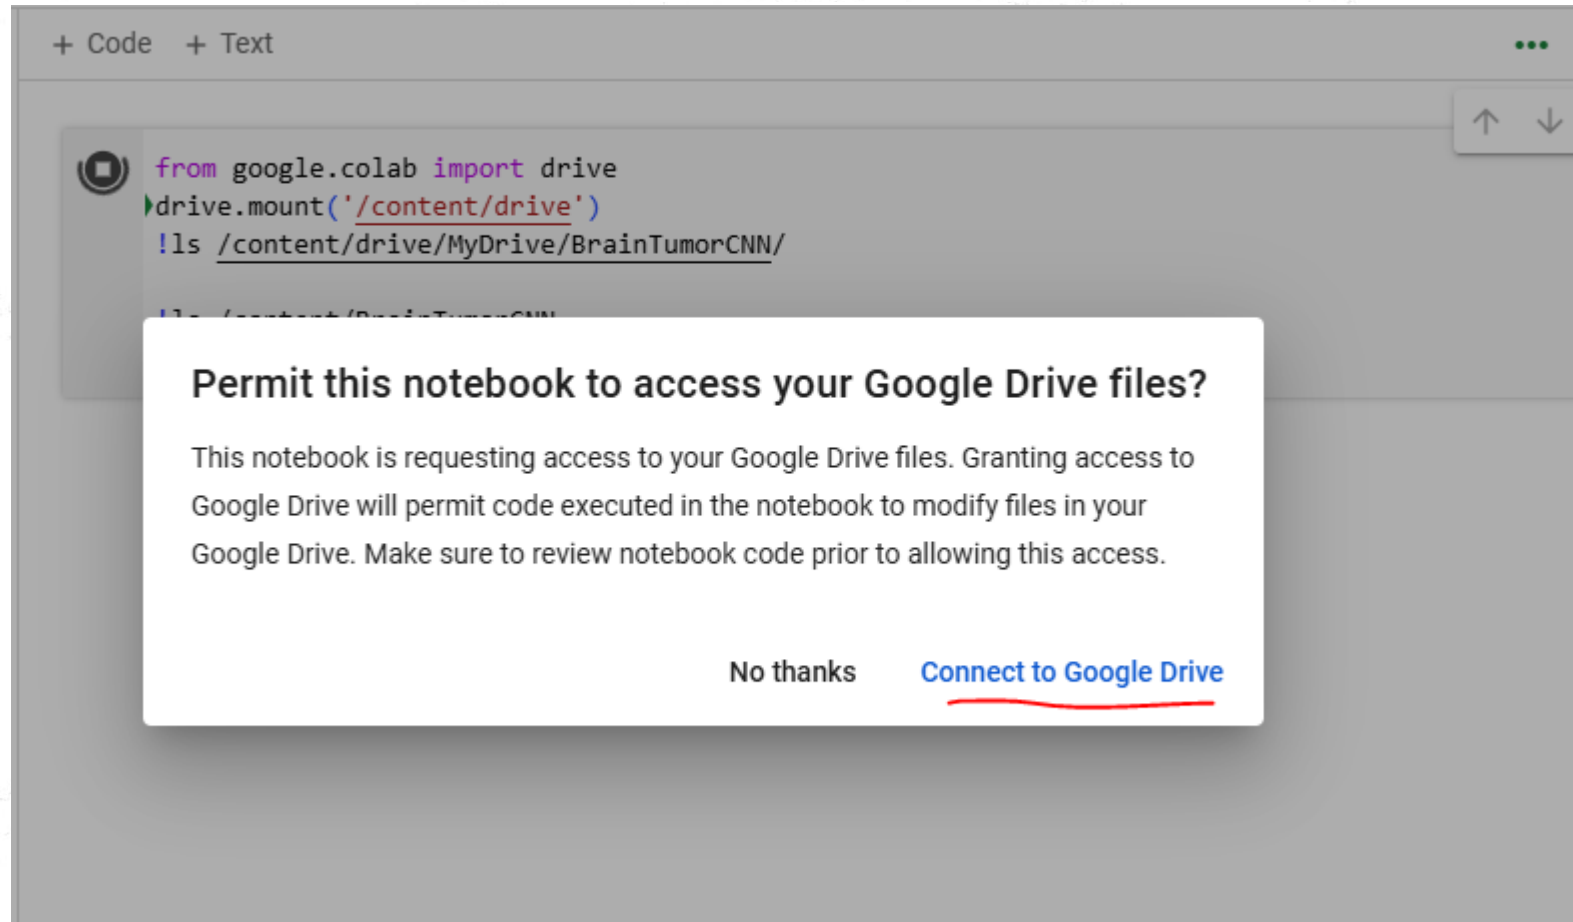 + Code + Text
from google.colab import drive
drive.mount('/content/drive')
!ls /content/drive/MyDrive/BrainTumorCNN/
!ls /content/BrainTumorCNN
Permit this notebook to access your Google Drive files?
This notebook is requesting access to your Google Drive files. Granting access to
Google Drive will permit code executed in the notebook to modify files in your
Google Drive. Make sure to review notebook code prior to allowing this access.
No thanks Connect to Google Drive